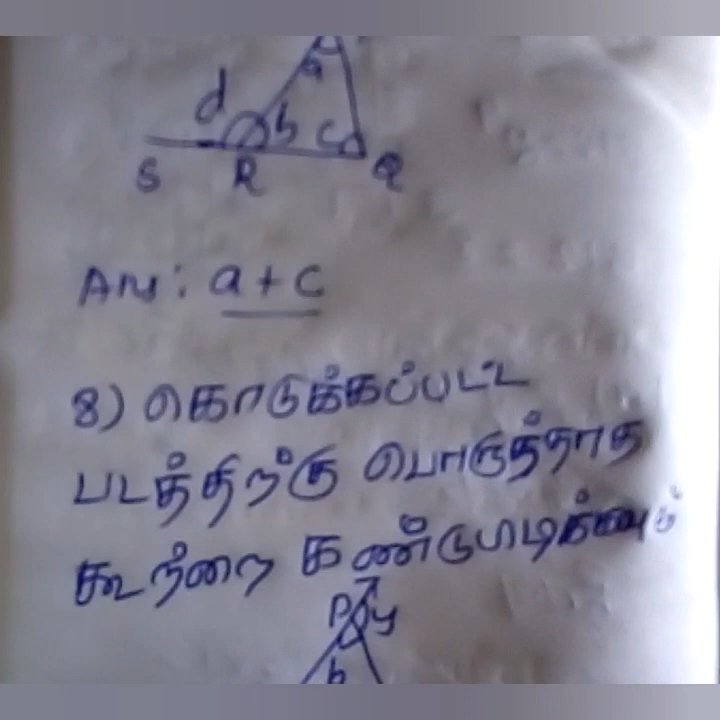 a
d b c
S R Q
Ans: a + c
8) கொடுக்கப்பட்ட
படத்திற்கு பொருத்தாத
கூற்றை கண்டுபிடிக்கவும்
P y
b